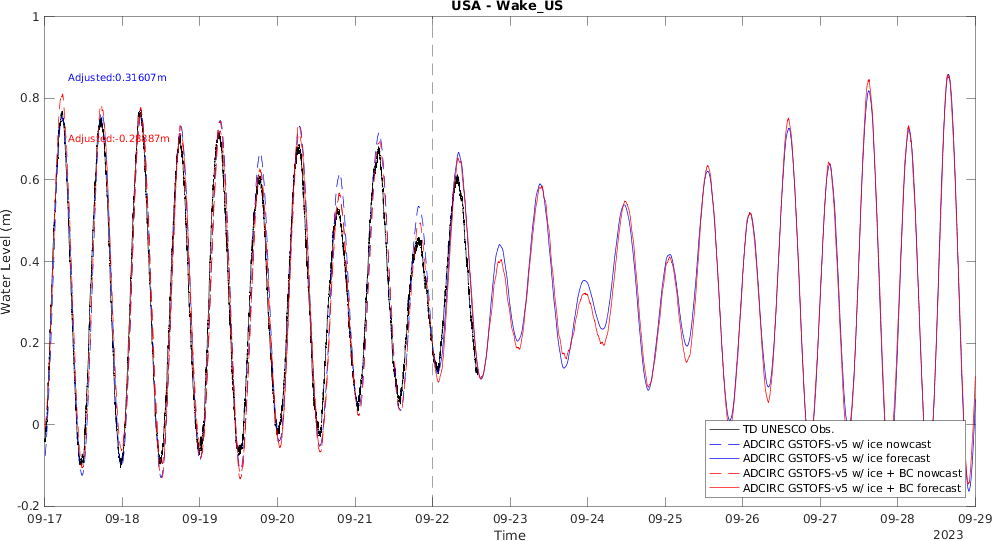 USA - Wake_US
1
0.8
0.6
0.4
0.2
0
-0.2
Water Level (m)
Adjusted:0.31607m
Adjusted:-0.28887m
TD UNESCO Obs.
ADCIRC GSTOFS-v5 w/ ice nowcast
ADCIRC GSTOFS-v5 w/ ice forecast
ADCIRC GSTOFS-v5 w/ ice + BC nowcast
ADCIRC GSTOFS-v5 w/ ice + BC forecast
09-17 09-18 09-19 09-20 09-21 09-22 09-23 09-24 09-25 09-26 09-27 09-28 09-29
Time
2023